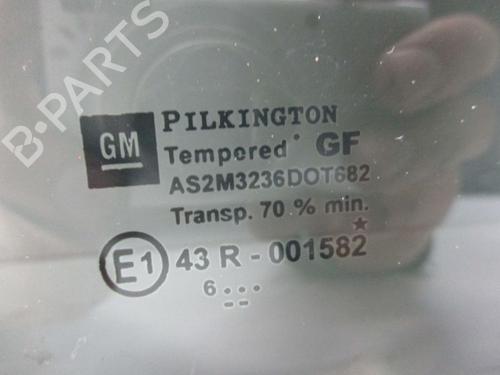 B-PARTS
GM
PILKINGTON
Tempered GF
AS2M3236DOT682
Transp. 70 % min.
E1 43 R - 001582
6...